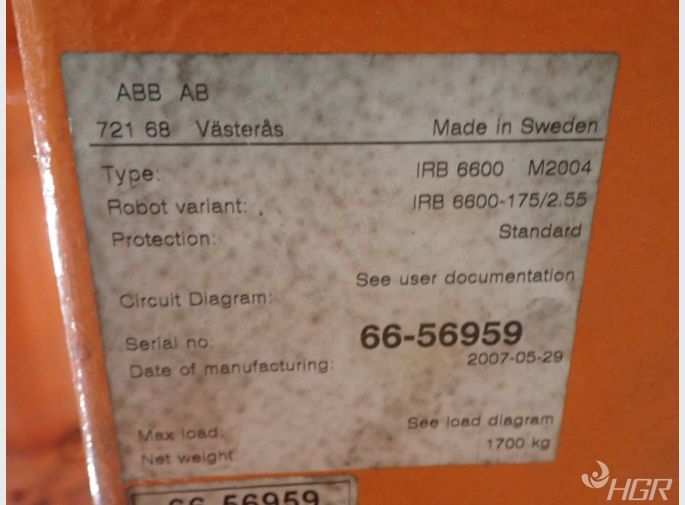 ABB AB
721 68 Västerås Made in Sweden
Type: IRB 6600 M2004
Robot variant: IRB 6600-175/2.55
Protection: Standard
Circuit Diagram: See user documentation
Serial no: 66-56959
Date of manufacturing: 2007-05-29
Max load: See load diagram
Net weight 1700 kg
66-56959
HGR